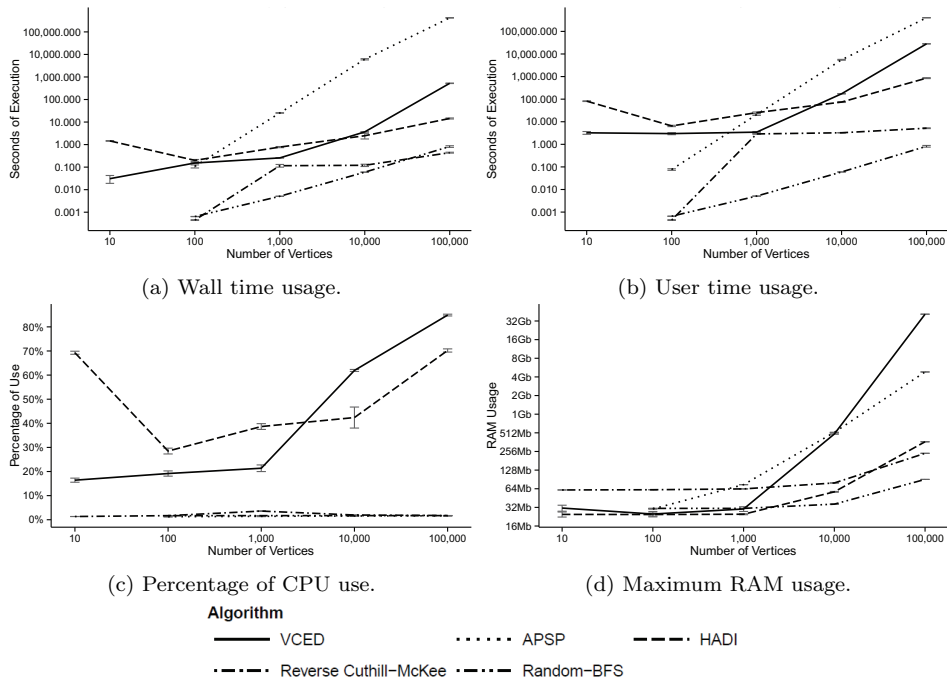 100,000.000
10,000.000
1,000.000
100.000
10.000
1.000
0.100
0.010
0.001
Seconds of Execution
10
100
1,000
10,000
100,000
Number of Vertices
(a) Wall time usage.
100,000.000
10,000.000
1,000.000
100.000
10.000
1.000
0.100
0.010
0.001
Seconds of Execution
10
100
1,000
10,000
100,000
Number of Vertices
(b) User time usage.
80%
70%
60%
50%
40%
30%
20%
10%
0%
Percentage of Use
10
100
1,000
10,000
100,000
Number of Vertices
(c) Percentage of CPU use.
32Gb
16Gb
8Gb
4Gb
2Gb
1Gb
512Mb
256Mb
128Mb
64Mb
32Mb
16Mb
RAM Usage
10
100
1,000
10,000
100,000
Number of Vertices
(d) Maximum RAM usage.
Algorithm
VCED
APSP
HADI
Reverse Cuthill−McKee
Random−BFS